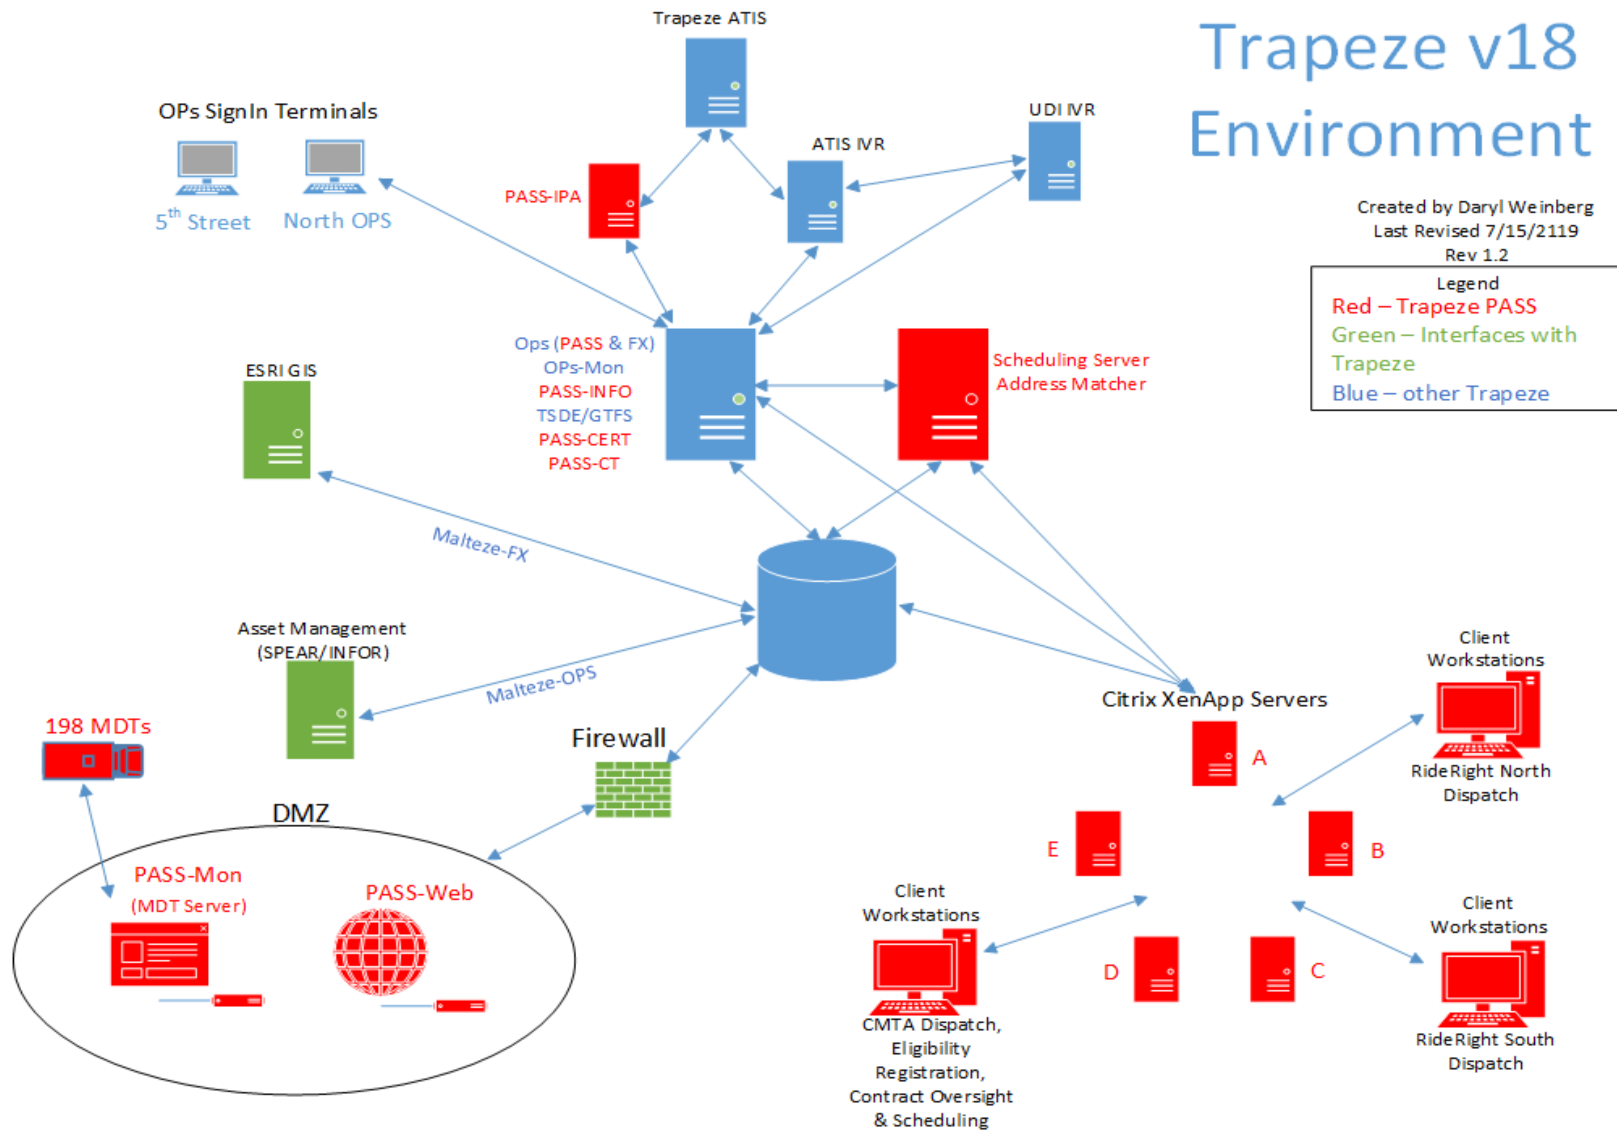 Trapeze v18
Environment
Created by Daryl Weinberg
Last Revised 7/15/2119
Rev 1.2
Legend
Red – Trapeze PASS
Green – Interfaces with
Trapeze
Blue – other Trapeze
Trapeze ATIS
OPs SignIn Terminals
5th Street
North OPS
PASS-IPA
ATIS IVR
UDI IVR
Ops (PASS & FX)
OPs-Mon
PASS-INFO
TSDE/GTFS
PASS-CERT
PASS-CT
Scheduling Server
Address Matcher
ESRI GIS
Malteze-FX
Asset Management
(SPEAR/INFOR)
Malteze-OPS
198 MDTs
Firewall
DMZ
PASS-Mon
(MDT Server)
PASS-Web
Citrix XenApp Servers
A
B
C
D
E
Client
Workstations
RideRight North
Dispatch
Client
Workstations
RideRight South
Dispatch
Client
Workstations
CMTA Dispatch,
Eligibility
Registration,
Contract Oversight
& Scheduling